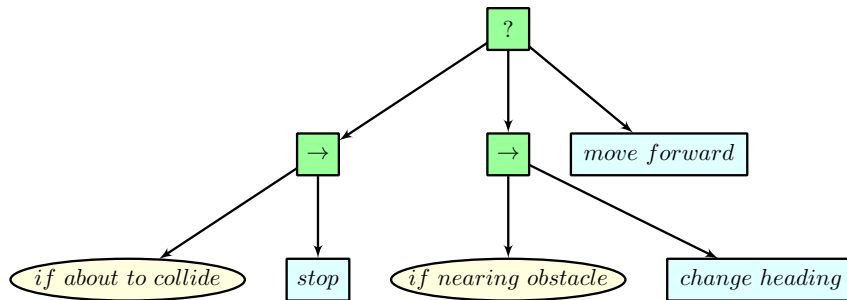 ?
→ → move forward
if about to collide stop if nearing obstacle change heading